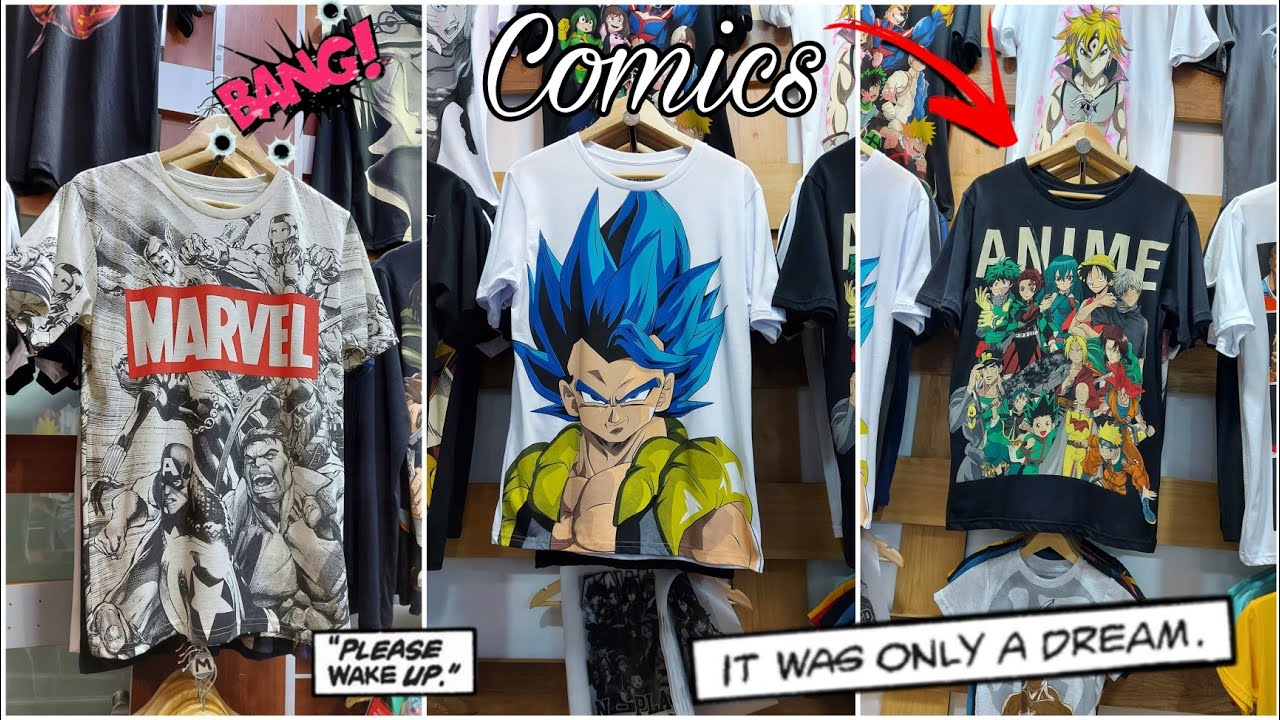 BANG!
Comics
MARVEL
A
ANIME
"PLEASE
WAKE UP."
IT WAS ONLY A DREAM.
M